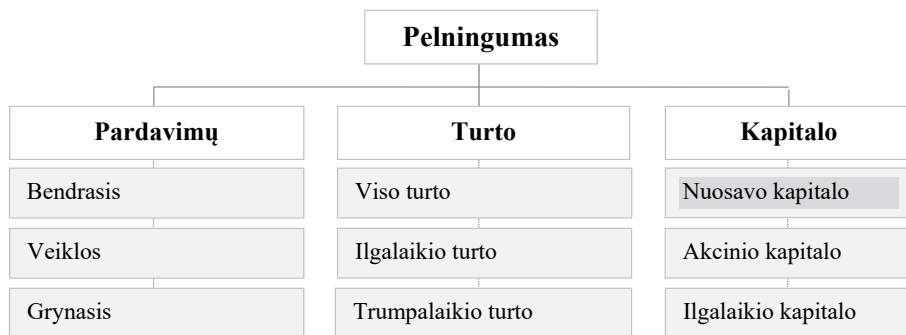 Pelningumas
Pardavimų
Turto
Kapitalo
Bendrasis
Viso turto
Nuosavo kapitalo
Veiklos
Ilgalaikio turto
Akcinio kapitalo
Grynasis
Trumpalaikio turto
Ilgalaikio kapitalo